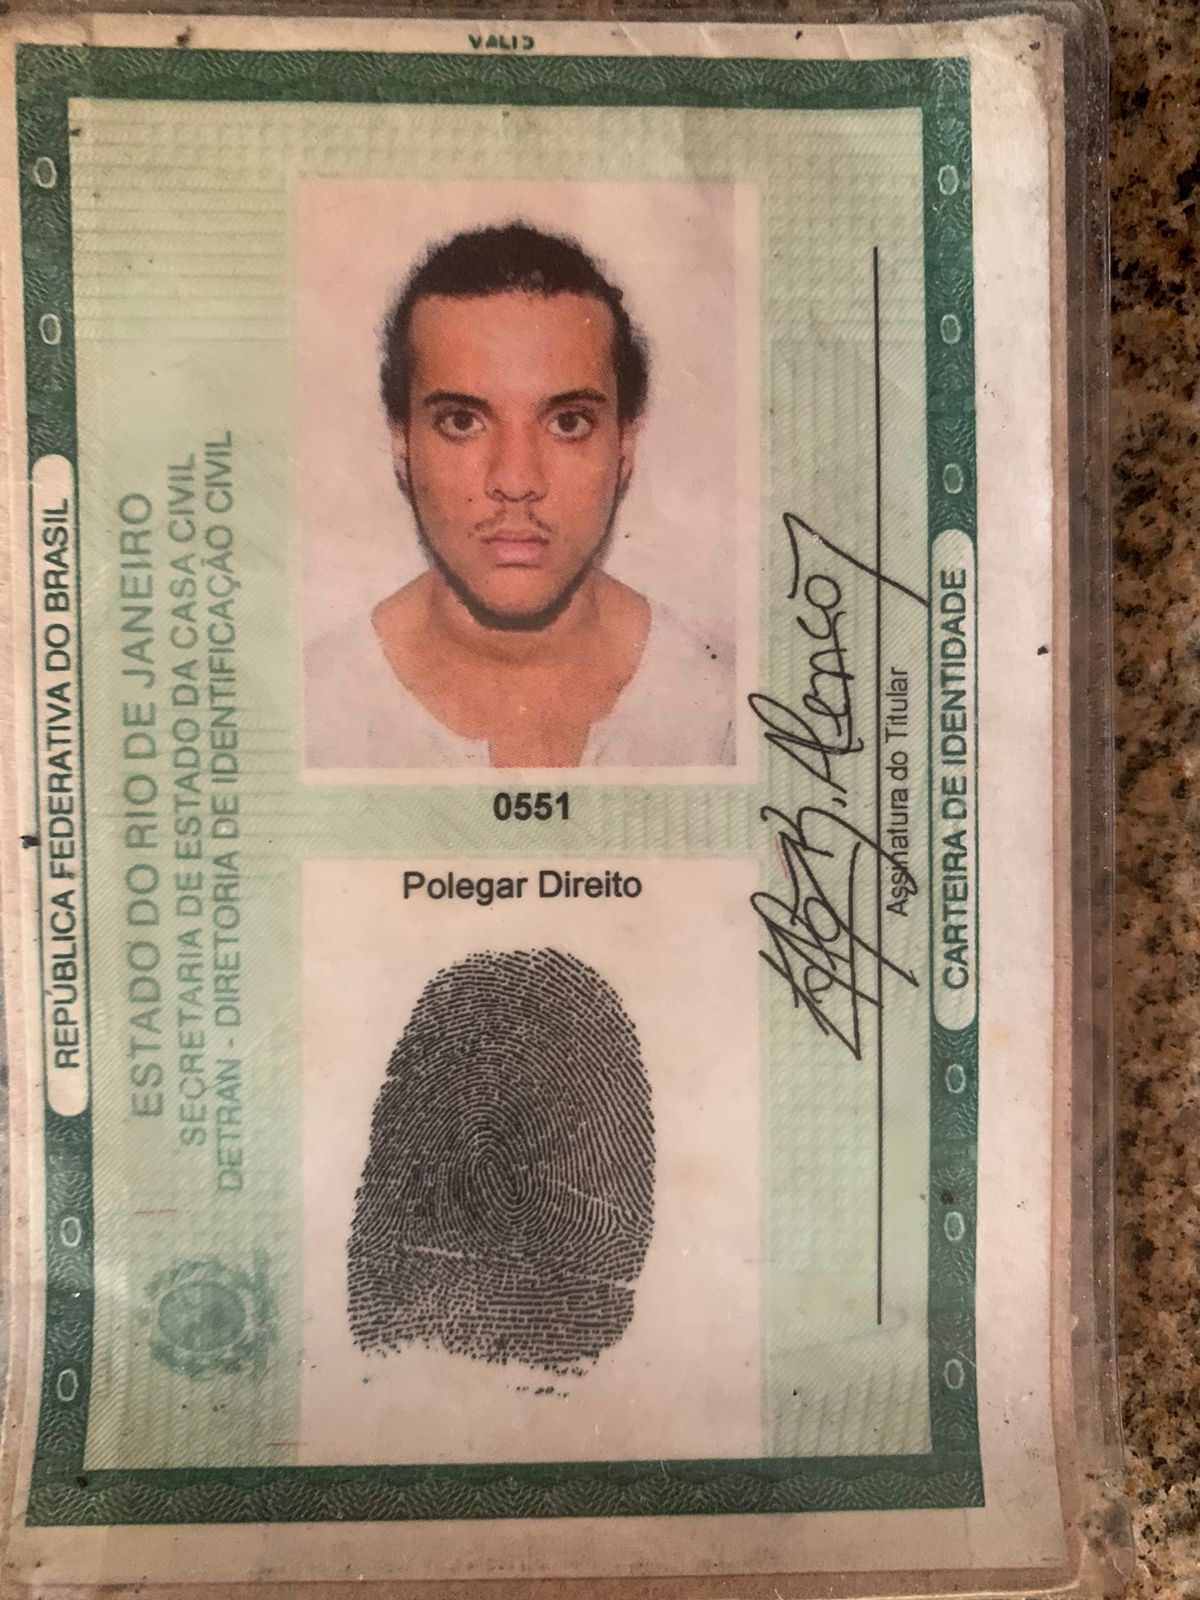 VALID
REPÚBLICA FEDERATIVA DO BRASIL
ESTADO DO RIO DE JANEIRO
SECRETARIA DE ESTADO DA CASA CIVIL
DETRAN - DIRETORIA DE IDENTIFICAÇÃO CIVIL
0551
Polegar Direito
Assinatura do Titular
CARTEIRA DE IDENTIDADE